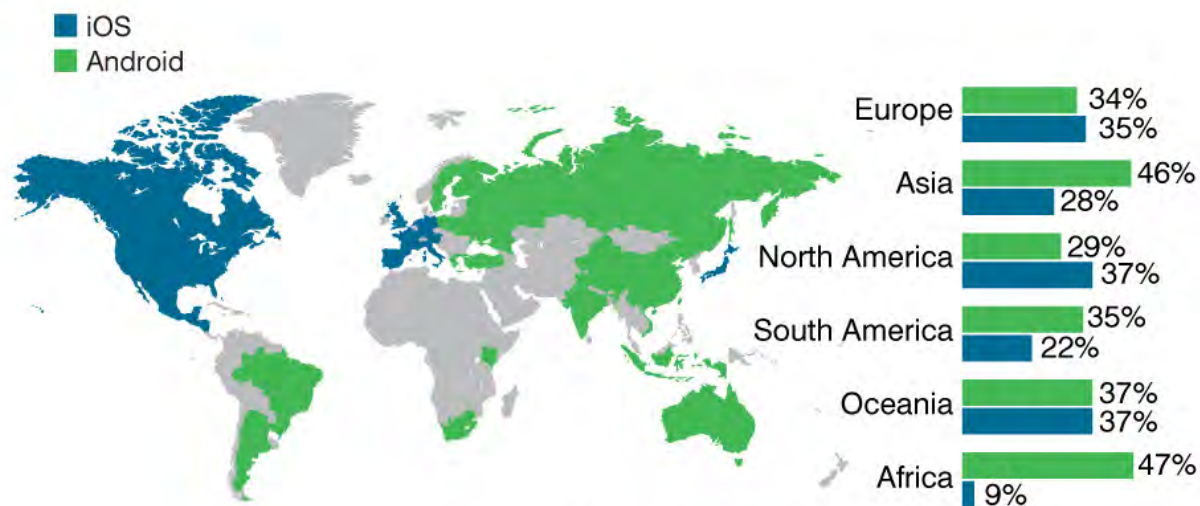 iOS
Android
Europe
34%
35%
Asia
46%
28%
North America
29%
37%
South America
35%
22%
Oceania
37%
37%
Africa
47%
9%